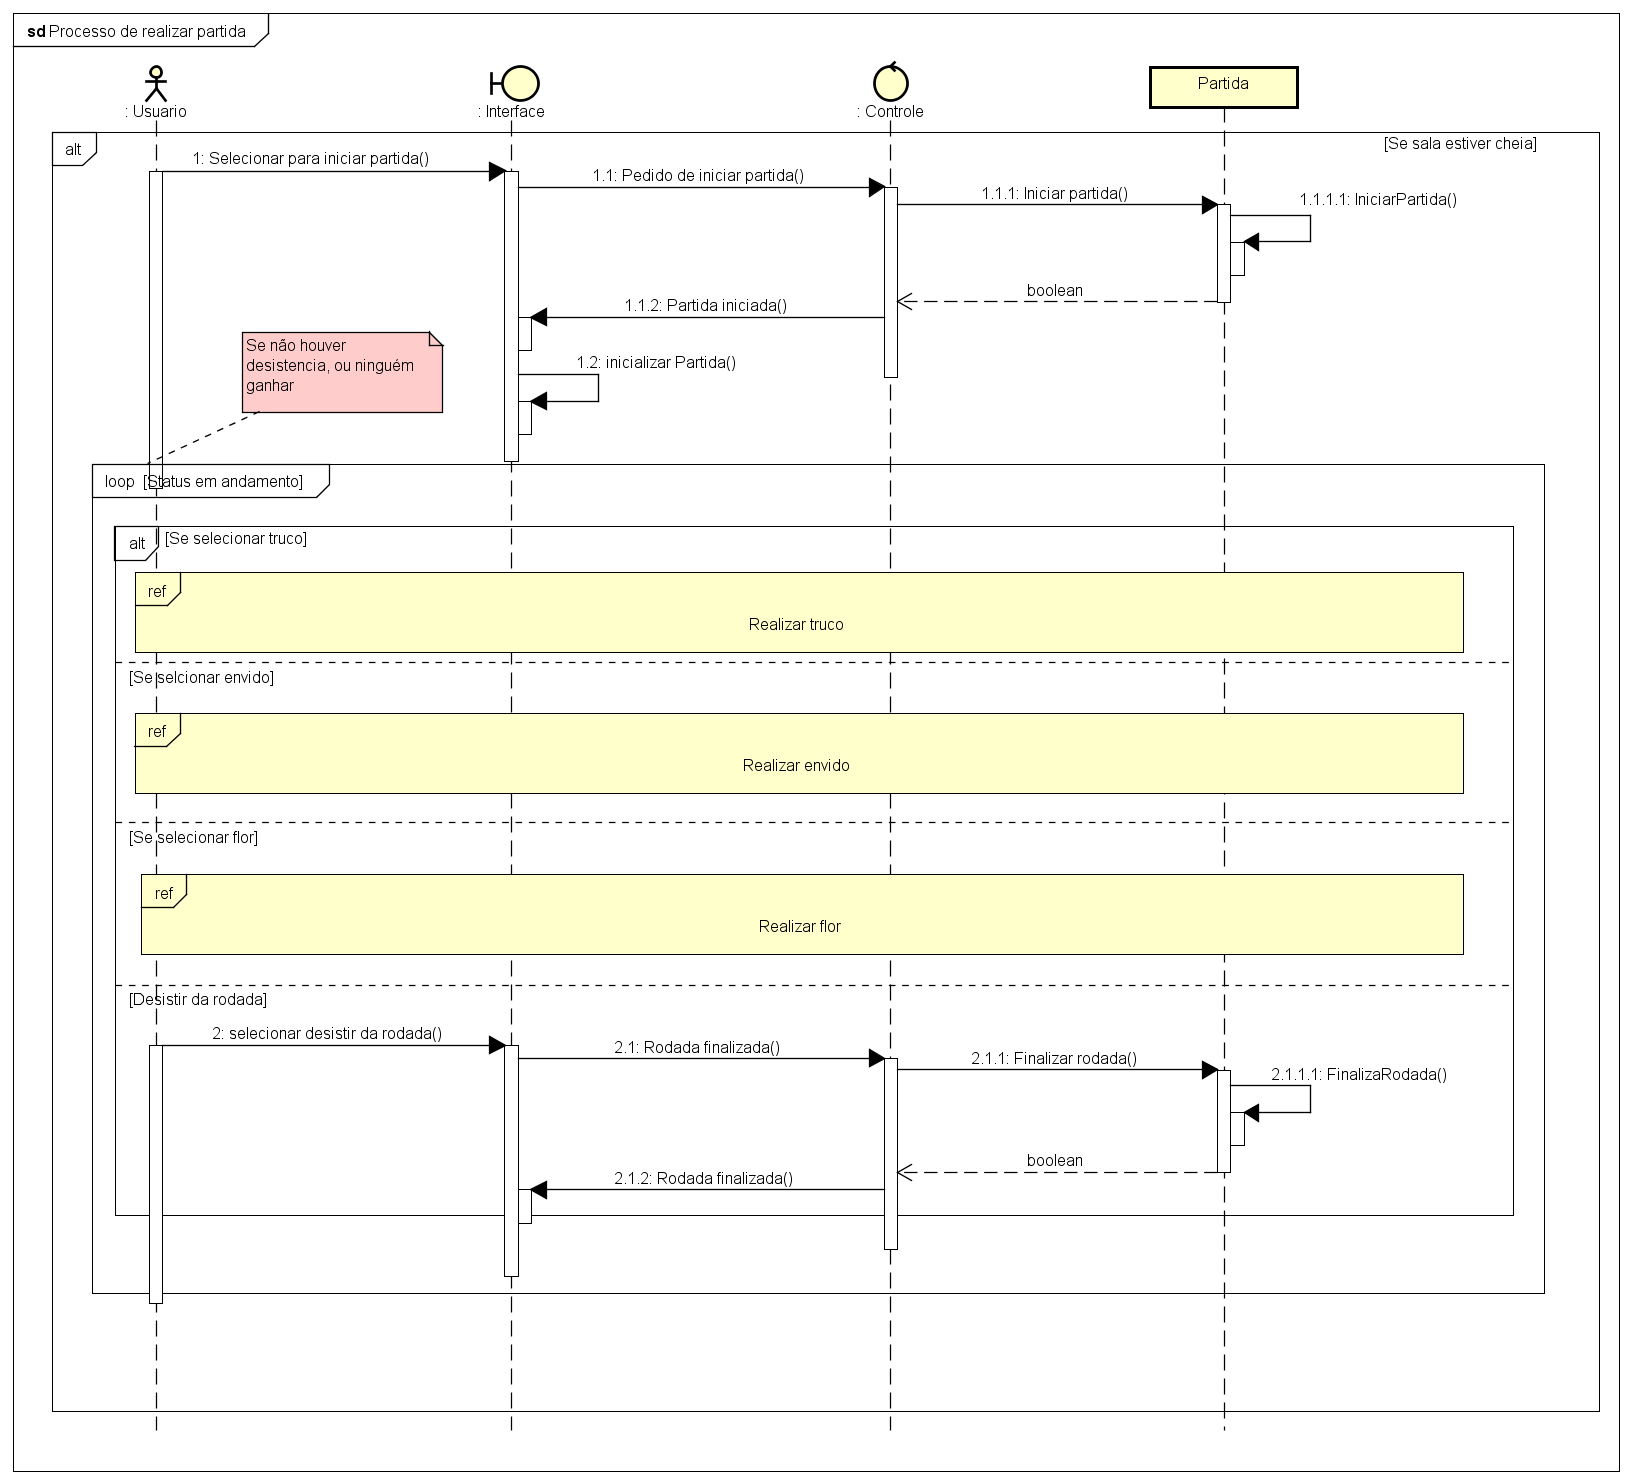 sd Processo de realizar partida
: Usuario
: Interface
: Controle
Partida
alt
[Se sala estiver cheia]
1: Selecionar para iniciar partida()
1.1: Pedido de iniciar partida()
1.1.1: Iniciar partida()
1.1.1.1: IniciarPartida()
boolean
1.1.2: Partida iniciada()
Se não houver
desistencia, ou ninguém
ganhar
1.2: inicializar Partida()
loop [Status em andamento]
alt [Se selecionar truco]
ref
Realizar truco
[Se selcionar envido]
ref
Realizar envido
[Se selecionar flor]
ref
Realizar flor
[Desistir da rodada]
2: selecionar desistir da rodada()
2.1: Rodada finalizada()
2.1.1: Finalizar rodada()
2.1.1.1: FinalizaRodada()
boolean
2.1.2: Rodada finalizada()